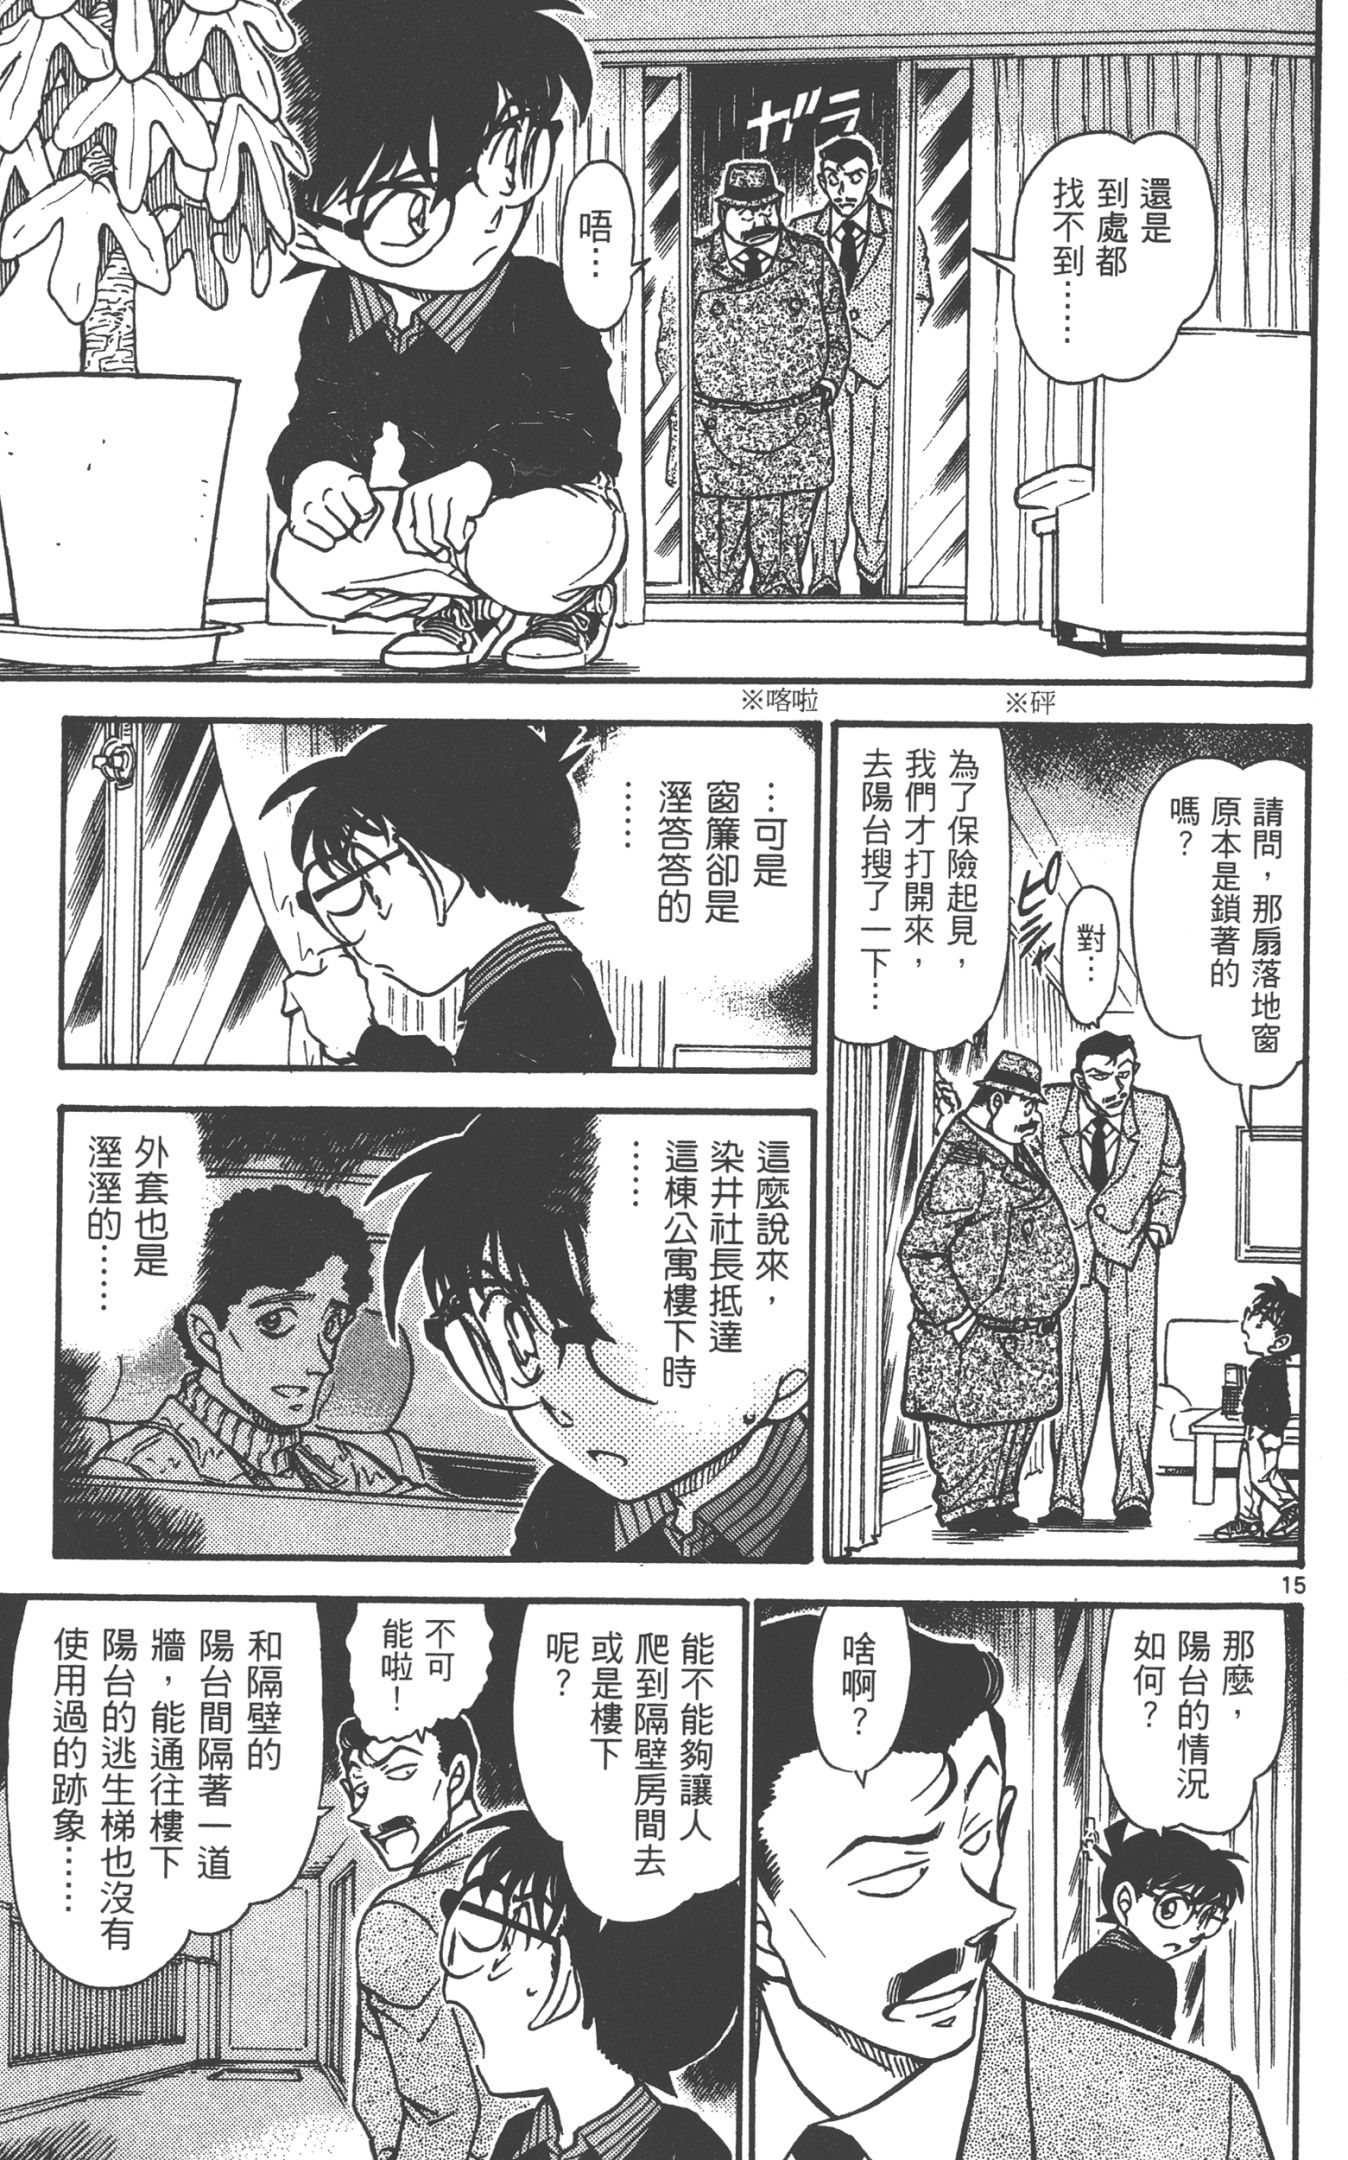 還是
到處都
找不到……
ガラ
唔…
※喀啦
※砰
請問，那扇落地窗
原本是鎖著的
嗎？
對…
為了保險起見，
我們才打開來，
去陽台搜了一下…
…可是
窗簾卻是
溼答答的
……
這麼說來，
染井社長抵達
這棟公寓樓下時
……
外套也是
溼溼的……
15
那麼，
陽台的情況
如何？
啥啊？
能不能夠讓人
爬到隔壁房間去
或是樓下
呢？
不可
能啦！
和隔壁的
陽台間隔著一道
牆，能通往樓下
陽台的逃生梯也沒有
使用過的跡象……